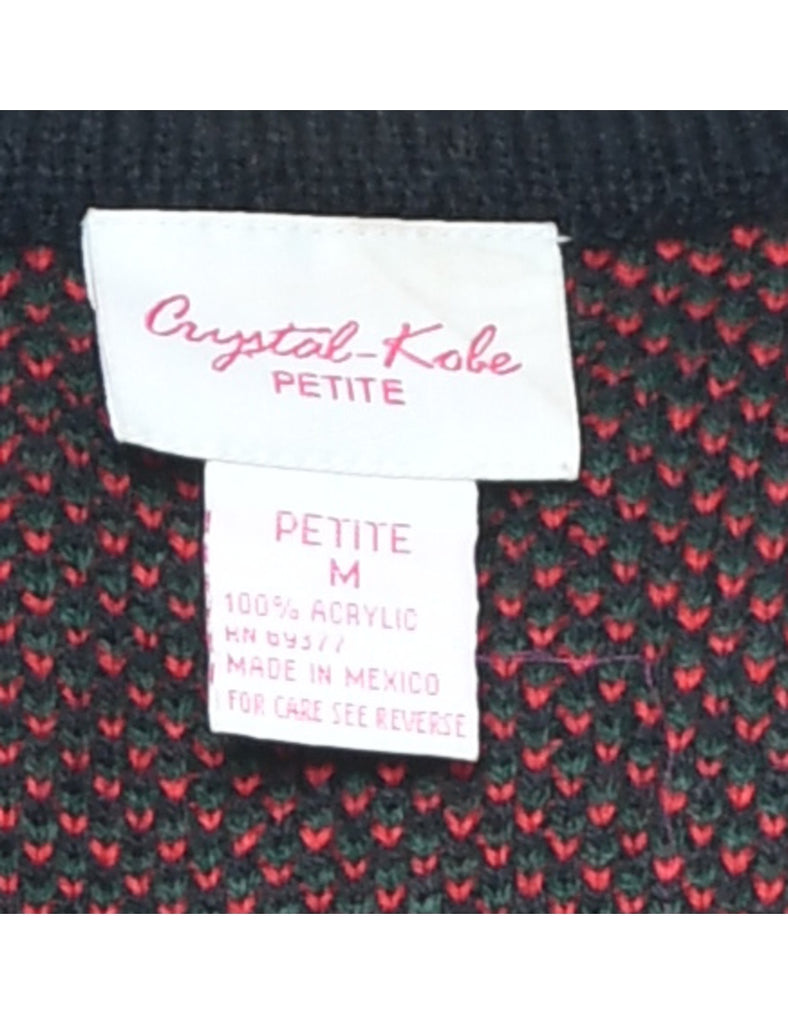 Crystal-Kobe
PETITE
PETITE
M
100% ACRYLIC
RN 69377
MADE IN MEXICO
FOR CARE SEE REVERSE